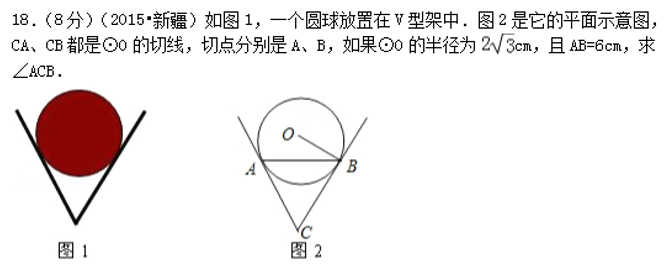 18.(8分)(2015•新疆)如图1，一个圆球放置在V型架中．图2是它的平面示意图，
CA、CB都是⊙O的切线，切点分别是A、B，如果⊙O的半径为2√3cm，且AB=6cm，求
∠ACB．
O
A
B
C
图1
图2